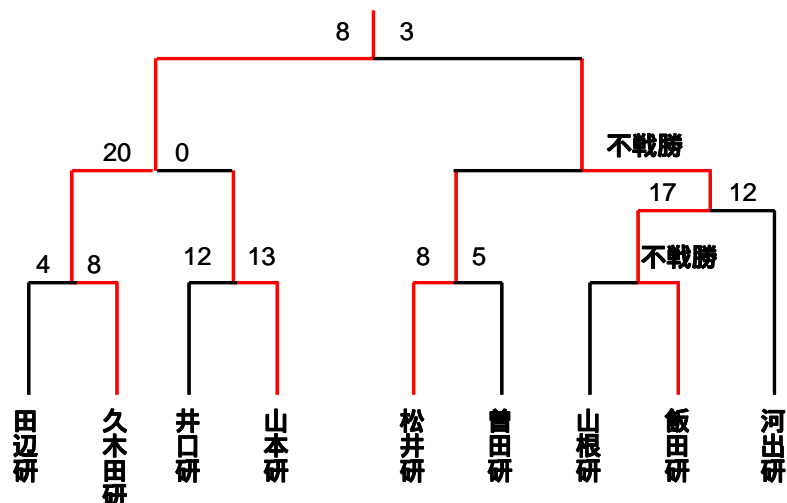 8 3
不戦勝
20 0
17 12
不戦勝
4 8
12 13
8 5
田辺研
久木田研
井口研
山本研
松井研
曽田研
山根研
飯田研
河出研